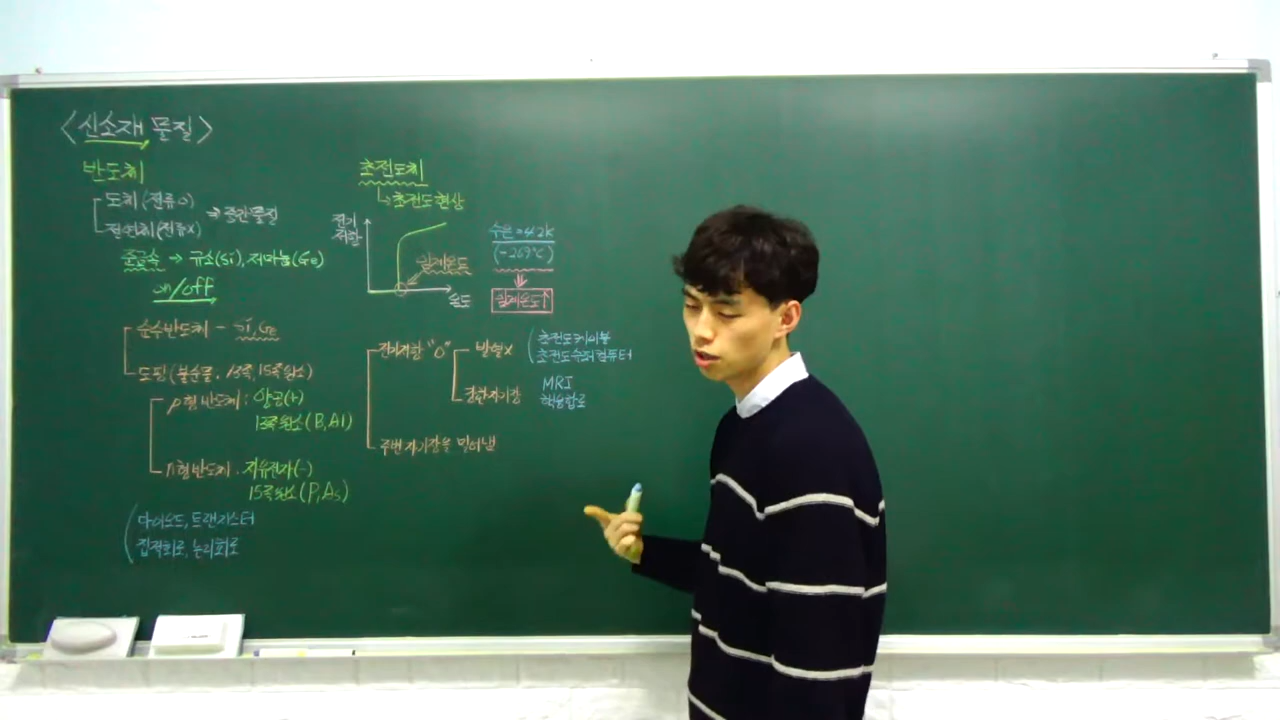 <신소재 물질>
반도체
도체(전류O)
절연체(전류X)
⇒ 중간물질
준금속 → 규소(Si), 저마늄(Ge)
on/off
순수반도체 - Si, Ge
도핑(불순물, 13족, 15족 원소)
p형 반도체 : 양공(+)
13족 원소(B, Al)
n형 반도체 : 자유전자(-)
15족 원소(P, As)
다이오드, 트랜지스터
집적회로, 논리회로
초전도체
↳초전도 현상
전기
저항
임계온도
온도
수은=4.2K
(-269℃)
임계온도↑
전기저항 "0"
발열X
초전도케이블
초전도수퍼컴퓨터
강한자기장
MRI
핵융합로
주변 자기장을 밀어냄